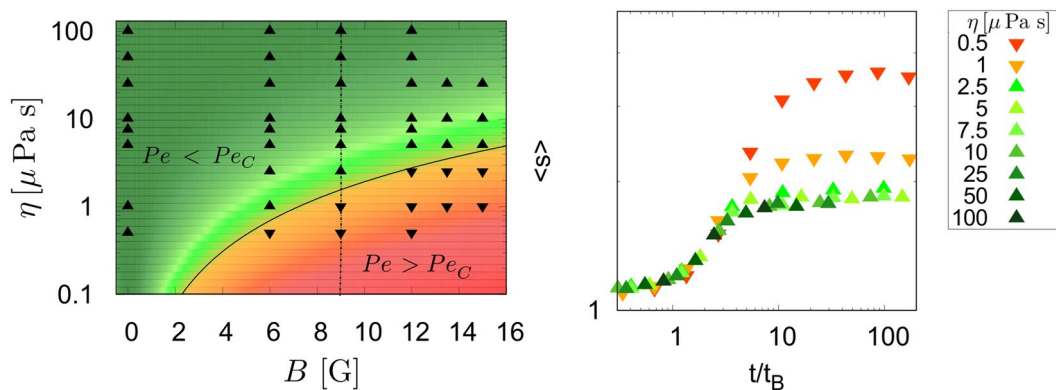 100
10
1
0.1
η [μ Pa s]
Pe < Pe_C
Pe > Pe_C
0 2 4 6 8 10 12 14 16
B [G]
<s>
1
1 10 100
t/t_B
η [μ Pa s]
0.5
1
2.5
5
7.5
10
25
50
100